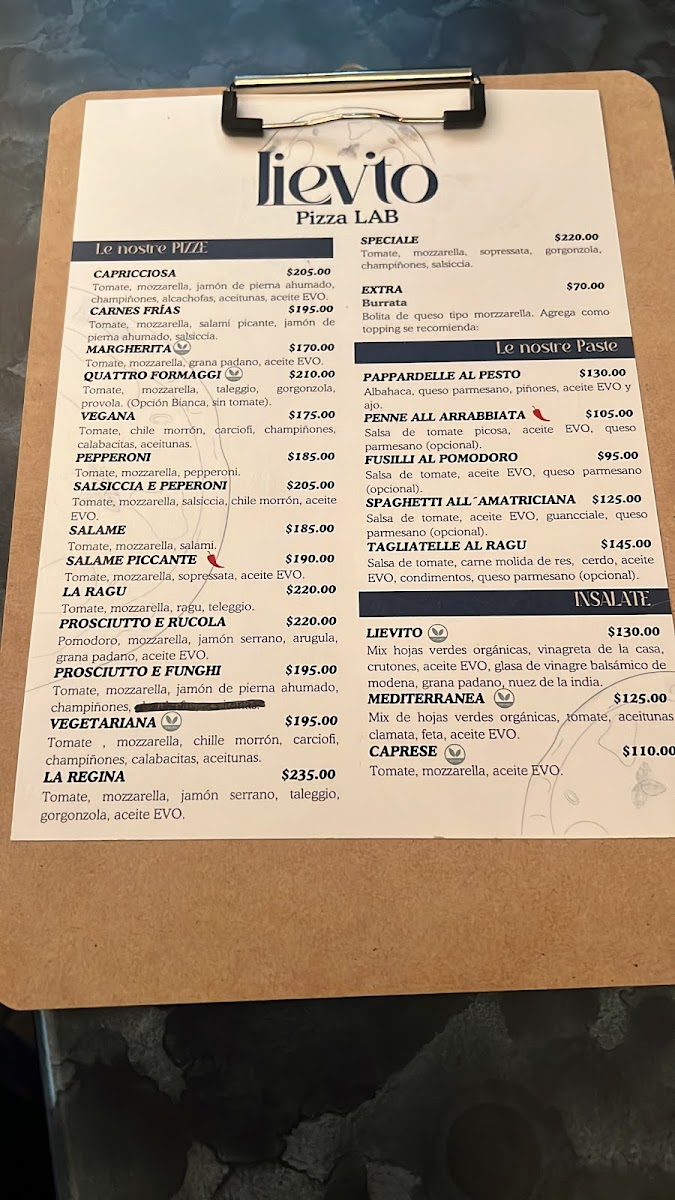 lievito
Pizza LAB
Le nostre PIZZE
CAPRICCIOSA $205.00
Tomate, mozzarella, jamón de pierna ahumado,
champiñones, alcachofas, aceitunas, aceite EVO.
CARNES FRÍAS $195.00
Tomate, mozzarella, salami picante, jamón de
pierna ahumado, salsiccia.
MARGHERITA $170.00
Tomate, mozzarella, grana padano, aceite EVO.
QUATTRO FORMAGGI $210.00
Tomate, mozzarella, taleggio, gorgonzola,
provola. (Opción Bianca, sin tomate).
VEGANA $175.00
Tomate, chile morrón, carciofi, champiñones,
calabacitas, aceitunas.
PEPPERONI $185.00
Tomate, mozzarella, pepperoni.
SALSICCIA E PEPERONI $205.00
Tomate, mozzarella, salsiccia, chile morrón, aceite
EVO.
SALAME $185.00
Tomate, mozzarella, salami.
SALAME PICCANTE $190.00
Tomate, mozzarella, sopressata, aceite EVO.
LA RAGU $220.00
Tomate, mozzarella, ragu, teleggio.
PROSCIUTTO E RUCOLA $220.00
Pomodoro, mozzarella, jamón serrano, arugula,
grana padano, aceite EVO.
PROSCIUTTO E FUNGHI $195.00
Tomate, mozzarella, jamón de pierna ahumado,
champiñones,
VEGETARIANA $195.00
Tomate , mozzarella, chille morrón, carciofi,
champiñones, calabacitas, aceitunas.
LA REGINA $235.00
Tomate, mozzarella, jamón serrano, taleggio,
gorgonzola, aceite EVO.
SPECIALE $220.00
Tomate, mozzarella, sopressata, gorgonzola,
champiñones, salsiccia.
EXTRA $70.00
Burrata
Bolita de queso tipo morzzarella. Agrega como
topping se recomienda:
Le nostre Paste
PAPPARDELLE AL PESTO $130.00
Albahaca, queso parmesano, piñones, aceite EVO y
ajo.
PENNE ALL ARRABBIATA $105.00
Salsa de tomate picosa, aceite EVO, queso
parmesano (opcional).
FUSILLI AL POMODORO $95.00
Salsa de tomate, aceite EVO, queso parmesano
(opcional).
SPAGHETTI ALL´AMATRICIANA $125.00
Salsa de tomate, aceite EVO, guancciale, queso
parmesano (opcional).
TAGLIATELLE AL RAGU $145.00
Salsa de tomate, carne molida de res, cerdo, aceite
EVO, condimentos, queso parmesano (opcional).
INSALATE
LIEVITO $130.00
Mix hojas verdes orgánicas, vinagreta de la casa,
crutones, aceite EVO, glasa de vinagre balsámico de
modena, grana padano, nuez de la india.
MEDITERRANEA $125.00
Mix de hojas verdes orgánicas, tomate, aceitunas
clamata, feta, aceite EVO.
CAPRESE $110.00
Tomate, mozzarella, aceite EVO.